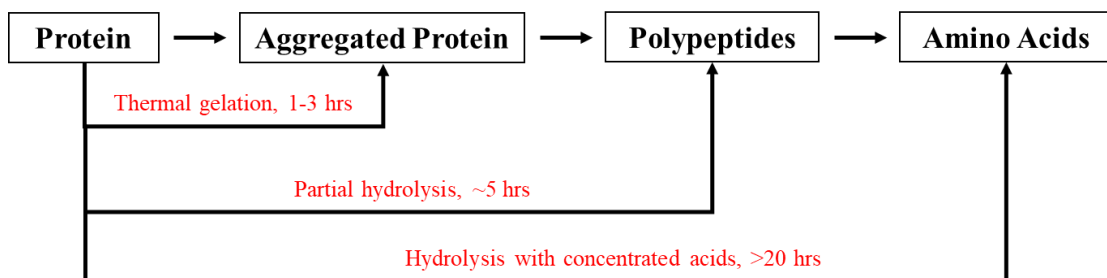 Protein
Aggregated Protein
Polypeptides
Amino Acids
Thermal gelation, 1-3 hrs
Partial hydrolysis, ~5 hrs
Hydrolysis with concentrated acids, >20 hrs